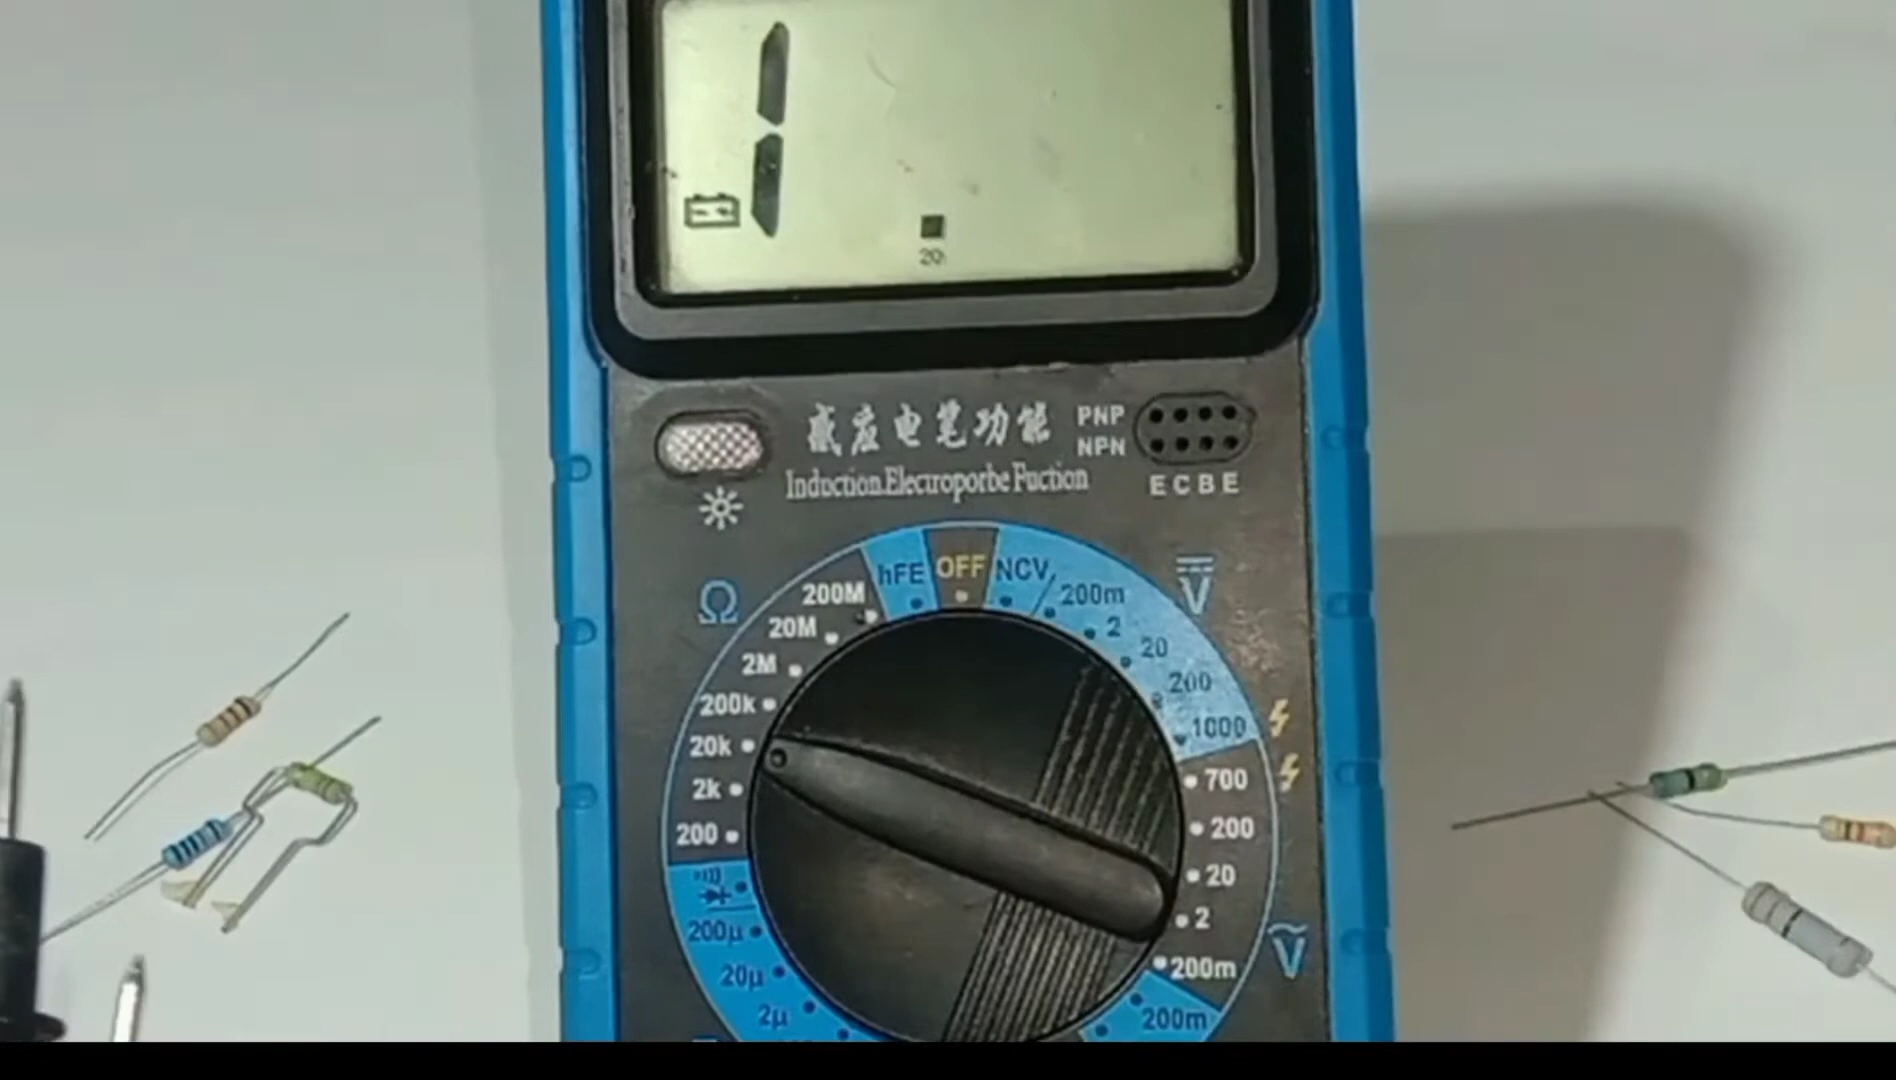 1
20
感应电笔功能
Induction Electroporbe Fuction
PNP
NPN
E C B E
hFE OFF NCV
Ω 200M 200m V
20M 2
2M 20
200k 200
20k 1000
2k 700
200 200
20
200µ 2
20µ 200m V
2µ 200m